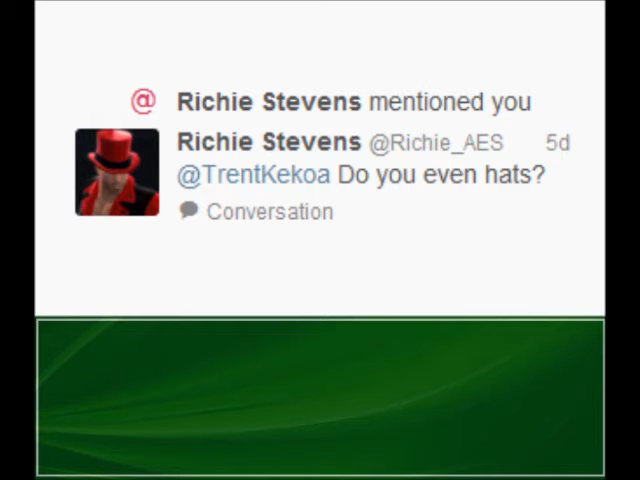 @ Richie Stevens mentioned you
Richie Stevens @Richie_AES 5d
@TrentKekoa Do you even hats?
Conversation